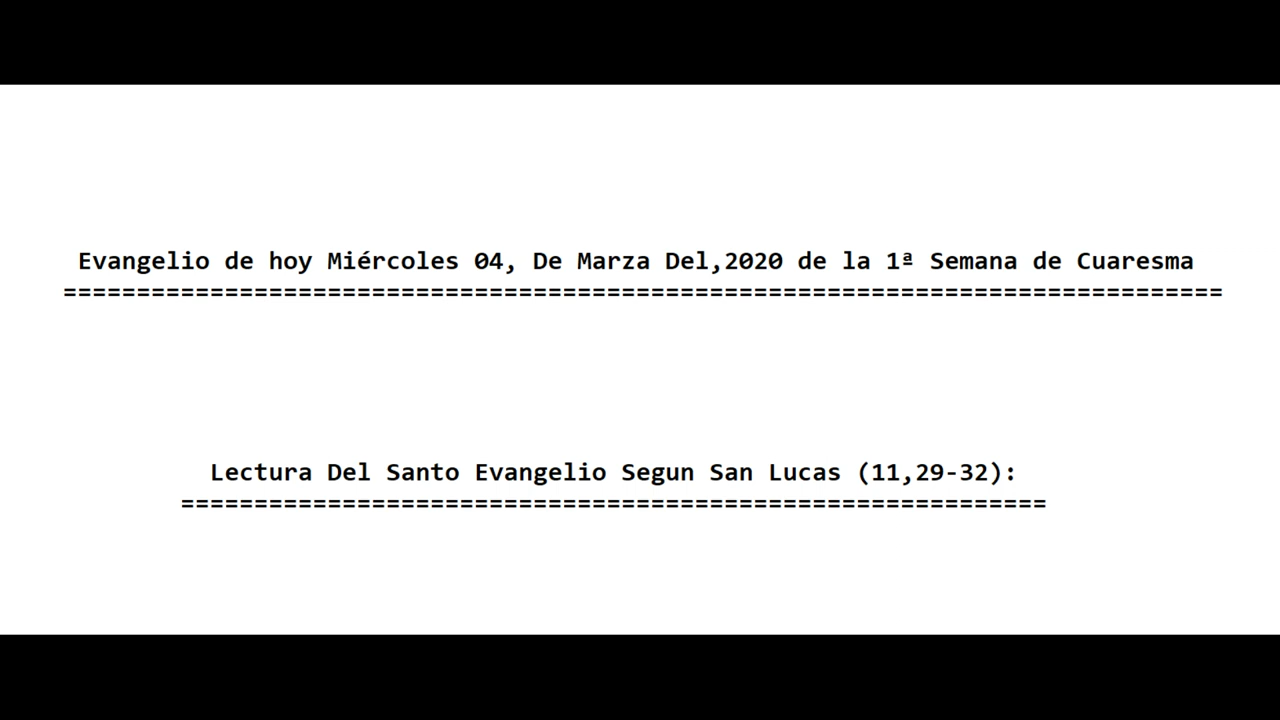 Evangelio de hoy Miércoles 04, De Marza Del,2020 de la 1ª Semana de Cuaresma
===============================================================================
Lectura Del Santo Evangelio Segun San Lucas (11,29-32):
===========================================================